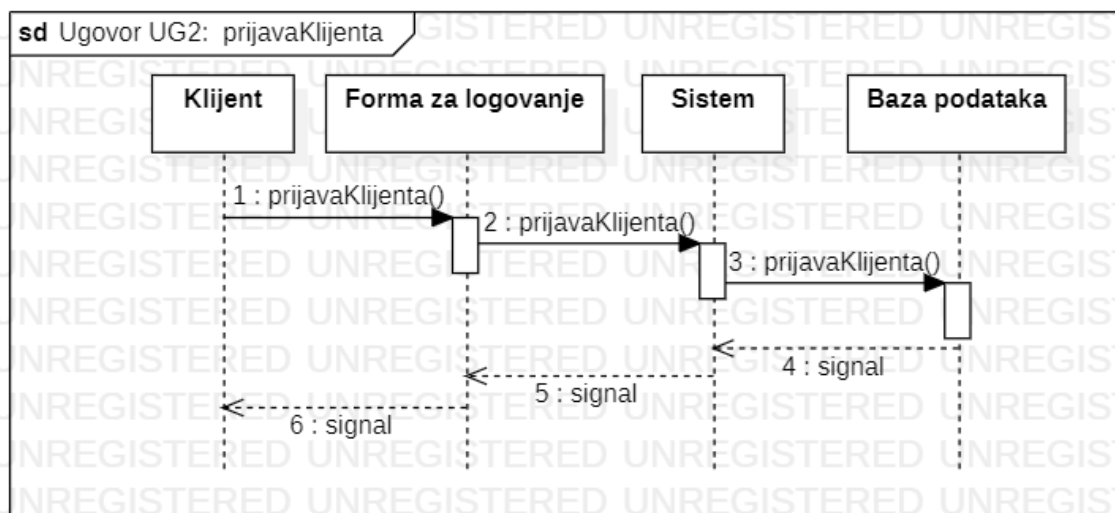 sd Ugovor UG2: prijavaKlijenta
Klijent
Forma za logovanje
Sistem
Baza podataka
1 : prijavaKlijenta()
2 : prijavaKlijenta()
3 : prijavaKlijenta()
4 : signal
5 : signal
6 : signal
UNREGISTERED